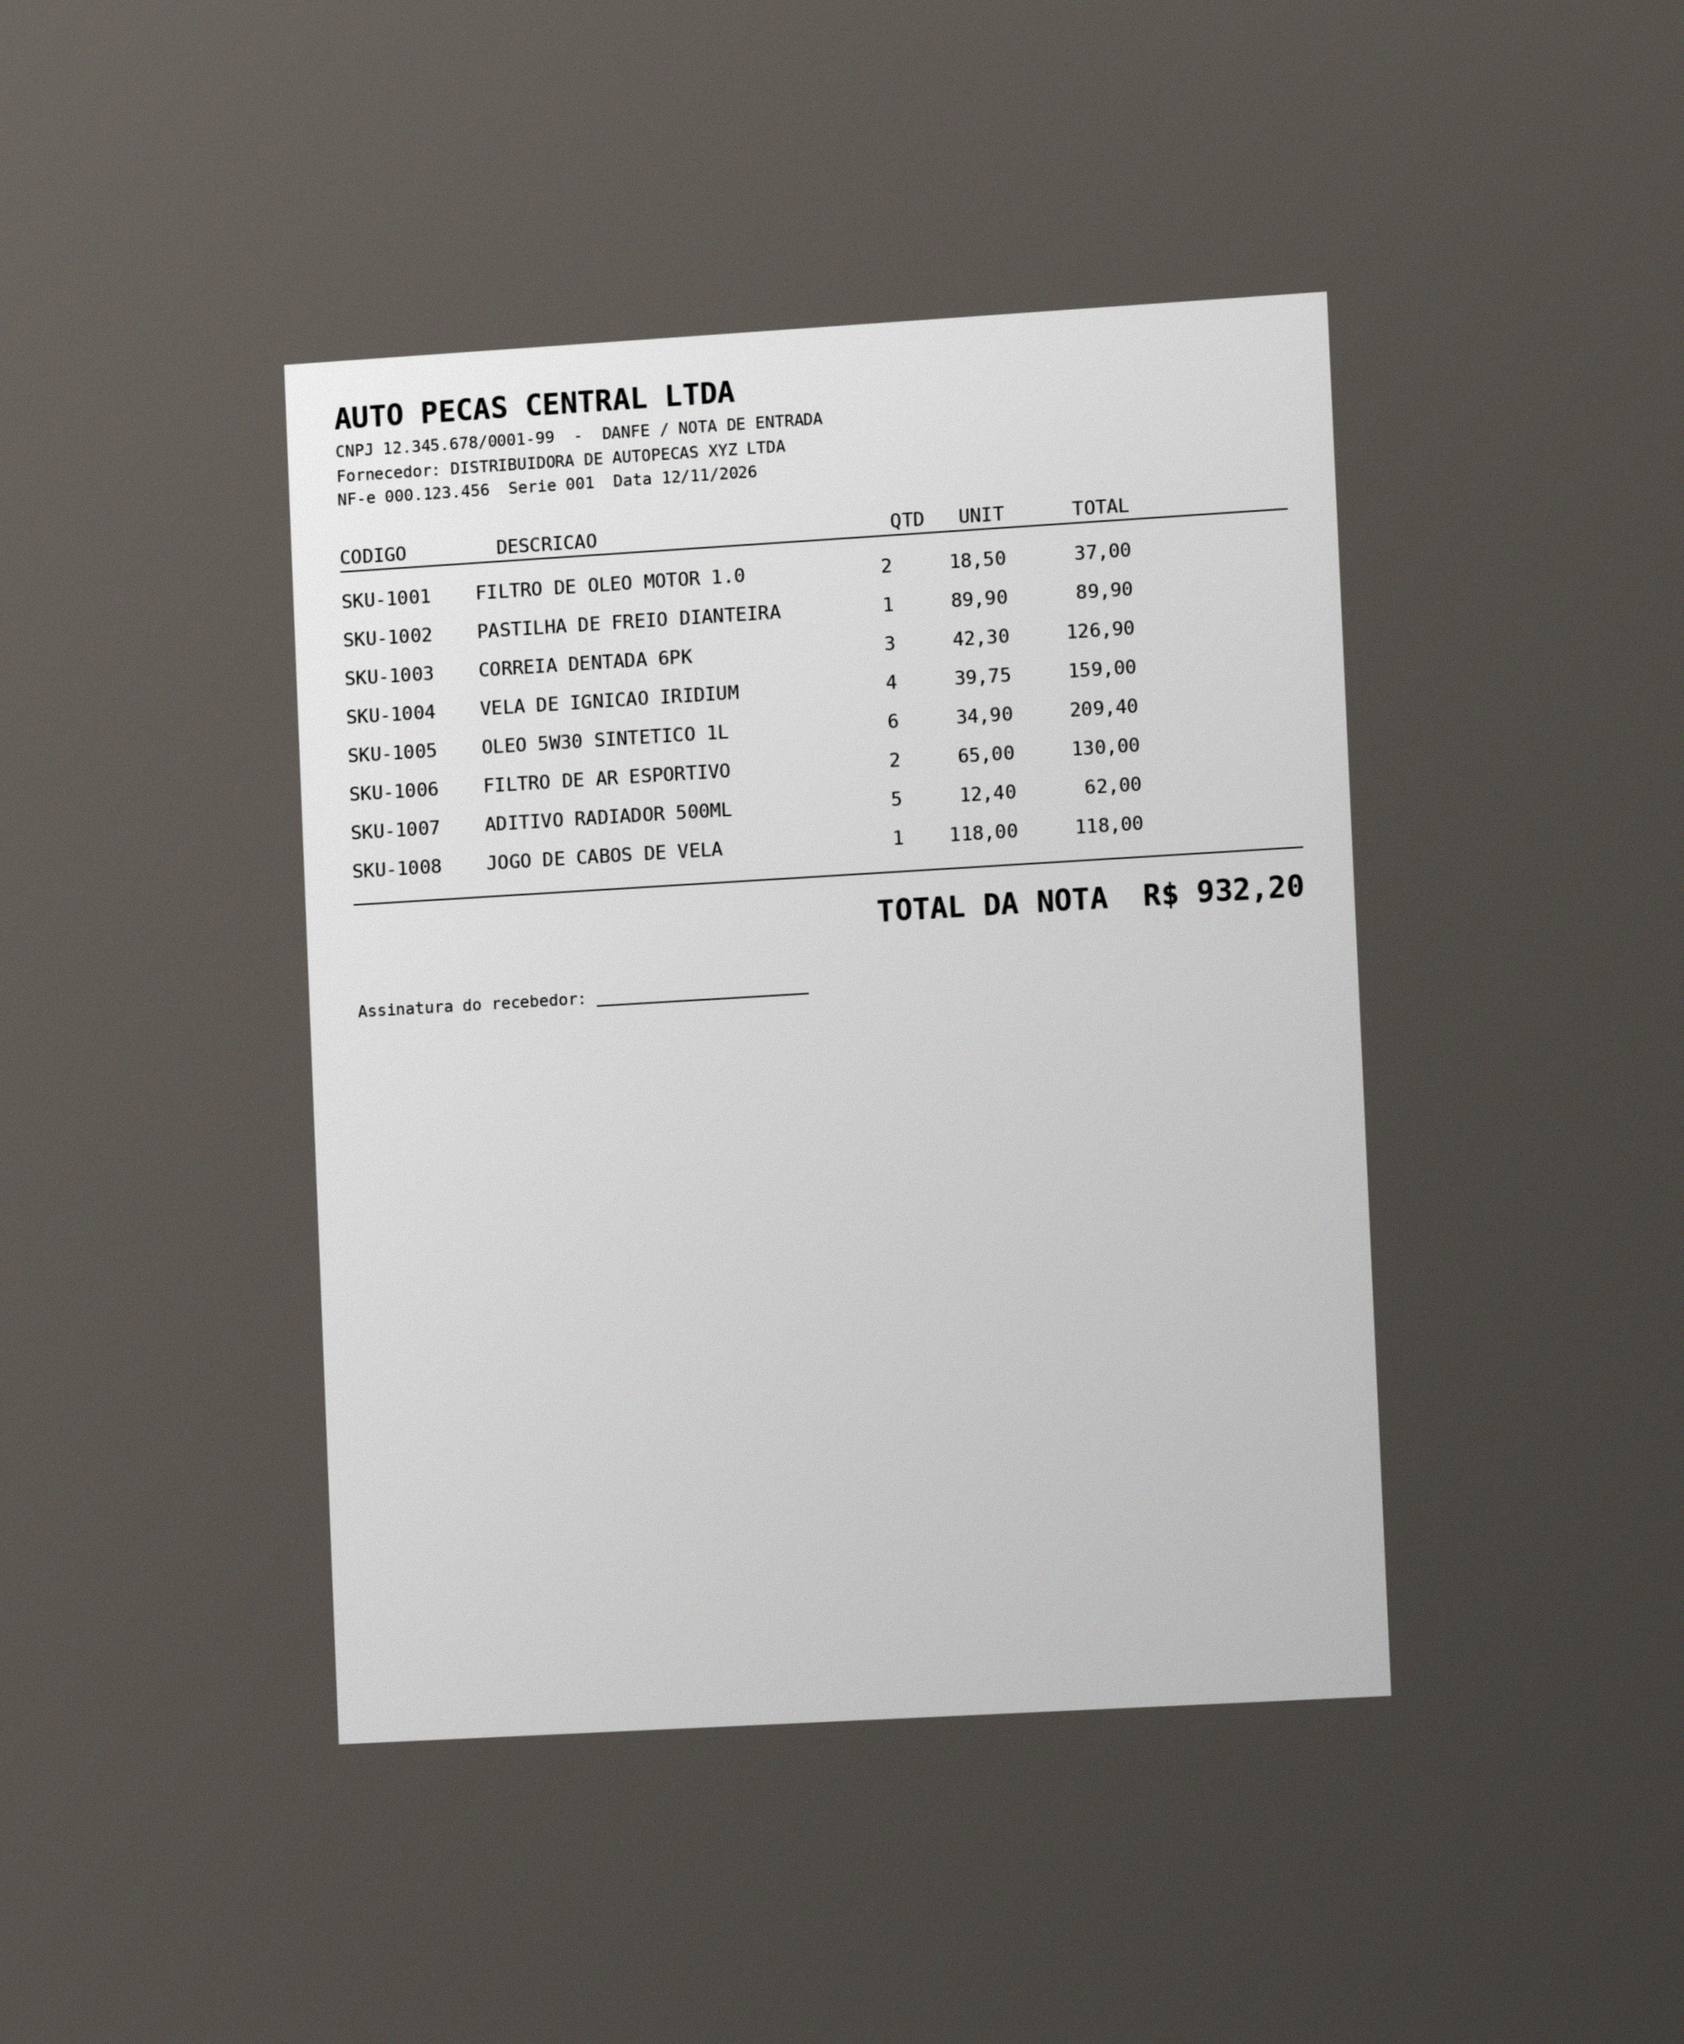 AUTO PECAS CENTRAL LTDA
CNPJ 12.345.678/0001-99 - DANFE / NOTA DE ENTRADA
Fornecedor: DISTRIBUIDORA DE AUTOPECAS XYZ LTDA
NF-e 000.123.456 Serie 001 Data 12/11/2026
CODIGO DESCRICAO QTD UNIT TOTAL
SKU-1001 FILTRO DE OLEO MOTOR 1.0 2 18,50 37,00
SKU-1002 PASTILHA DE FREIO DIANTEIRA 1 89,90 89,90
SKU-1003 CORREIA DENTADA 6PK 3 42,30 126,90
SKU-1004 VELA DE IGNICAO IRIDIUM 4 39,75 159,00
SKU-1005 OLEO 5W30 SINTETICO 1L 6 34,90 209,40
SKU-1006 FILTRO DE AR ESPORTIVO 2 65,00 130,00
SKU-1007 ADITIVO RADIADOR 500ML 5 12,40 62,00
SKU-1008 JOGO DE CABOS DE VELA 1 118,00 118,00
TOTAL DA NOTA R$ 932,20
Assinatura do recebedor: